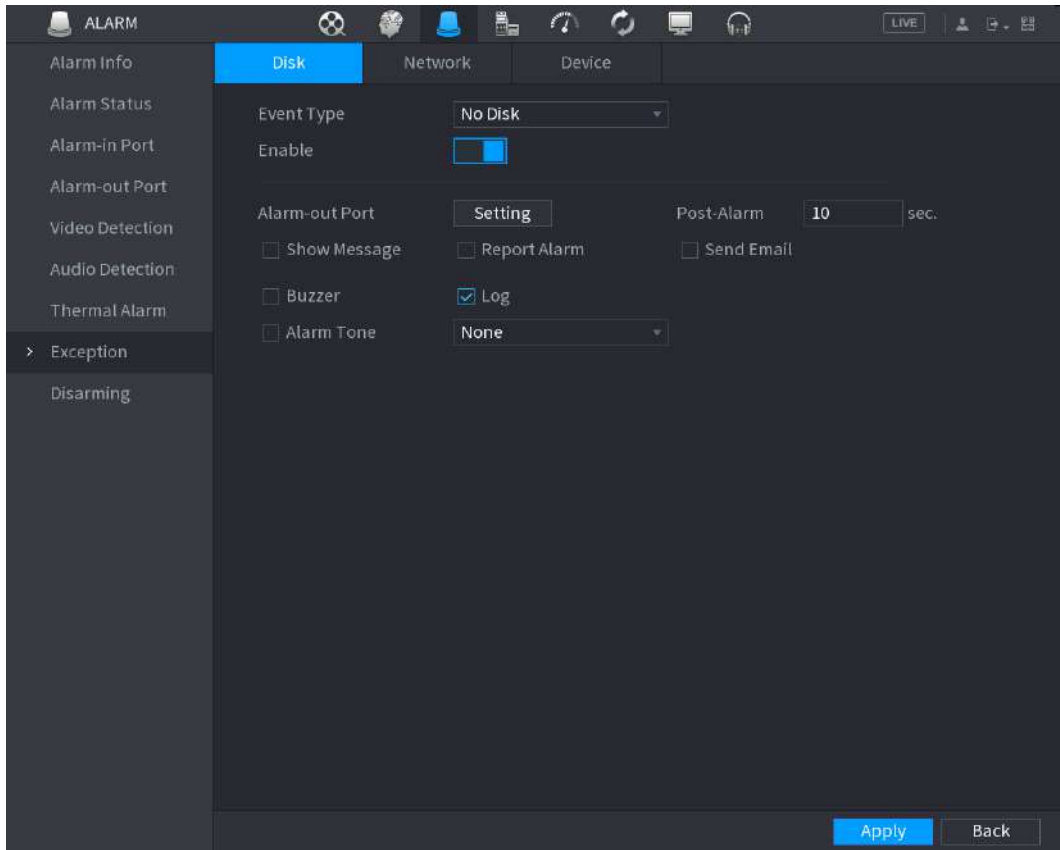 ALARM LIVE
Alarm Info Disk Network Device
Alarm Status Event Type No Disk
Alarm-in Port Enable
Alarm-out Port Alarm-out Port Setting Post-Alarm 10 sec.
Video Detection Show Message Report Alarm Send Email
Audio Detection Buzzer Log
Thermal Alarm Alarm Tone None
Exception
Disarming
Apply Back